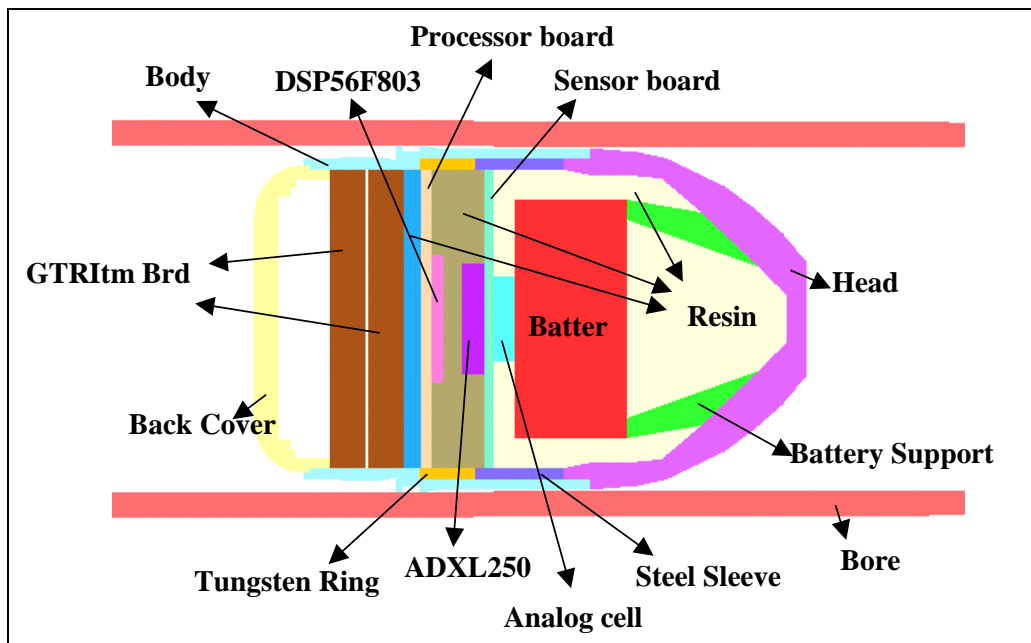 Processor board
Body
DSP56F803
Sensor board
GTRItm Brd
Head
Batter
Resin
Back Cover
Battery Support
Tungsten Ring
ADXL250
Steel Sleeve
Bore
Analog cell